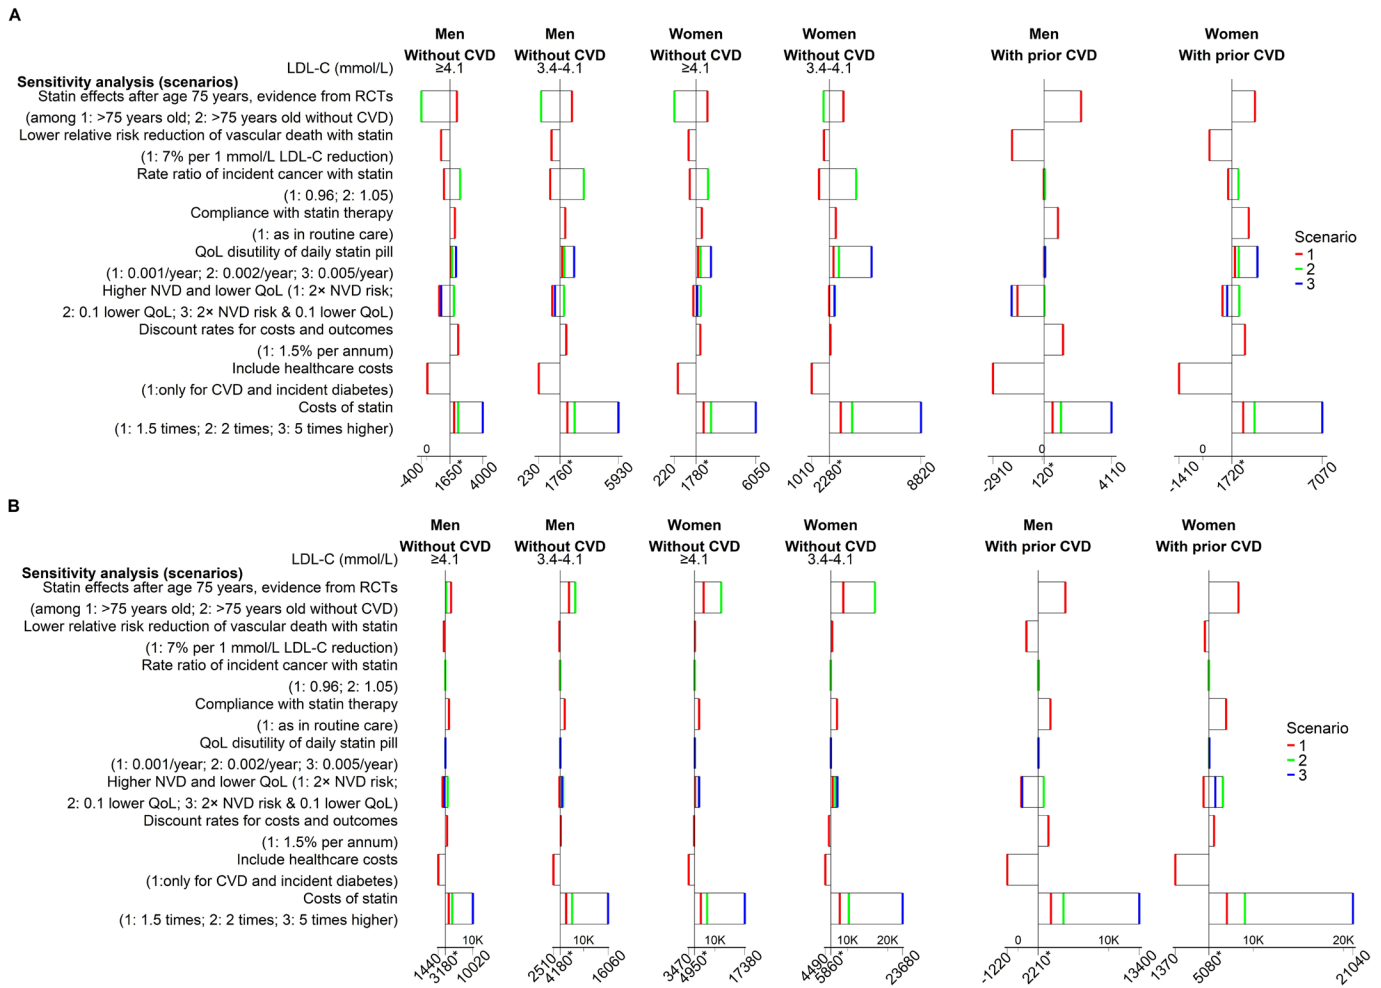 A
Men Men Women Women Men Women
Without CVD Without CVD Without CVD Without CVD With prior CVD With prior CVD
LDL-C (mmol/L) ≥4.1 3.4-4.1 ≥4.1 3.4-4.1
Sensitivity analysis (scenarios)
Statin effects after age 75 years, evidence from RCTs
(among 1: >75 years old; 2: >75 years old without CVD)
Lower relative risk reduction of vascular death with statin
(1: 7% per 1 mmol/L LDL-C reduction)
Rate ratio of incident cancer with statin
(1: 0.96; 2: 1.05)
Compliance with statin therapy
(1: as in routine care)
Scenario
QoL disutility of daily statin pill
1
(1: 0.001/year; 2: 0.002/year; 3: 0.005/year)
2
3
Higher NVD and lower QoL (1: 2× NVD risk;
2: 0.1 lower QoL; 3: 2× NVD risk & 0.1 lower QoL)
Discount rates for costs and outcomes
(1: 1.5% per annum)
Include healthcare costs
(1:only for CVD and incident diabetes)
Costs of statin
(1: 1.5 times; 2: 2 times; 3: 5 times higher)
0 0 0
-400 1650* 4000 230 1760* 5930 220 1780* 6050 1010 2280* 8820 -2910 120* 4110 -1410 1720* 7070
B
Men Men Women Women Men Women
Without CVD Without CVD Without CVD Without CVD With prior CVD With prior CVD
LDL-C (mmol/L) ≥4.1 3.4-4.1 ≥4.1 3.4-4.1
Sensitivity analysis (scenarios)
Statin effects after age 75 years, evidence from RCTs
(among 1: >75 years old; 2: >75 years old without CVD)
Lower relative risk reduction of vascular death with statin
(1: 7% per 1 mmol/L LDL-C reduction)
Rate ratio of incident cancer with statin
(1: 0.96; 2: 1.05)
Compliance with statin therapy
(1: as in routine care)
Scenario
QoL disutility of daily statin pill
1
(1: 0.001/year; 2: 0.002/year; 3: 0.005/year)
2
3
Higher NVD and lower QoL (1: 2× NVD risk;
2: 0.1 lower QoL; 3: 2× NVD risk & 0.1 lower QoL)
Discount rates for costs and outcomes
(1: 1.5% per annum)
Include healthcare costs
(1:only for CVD and incident diabetes)
Costs of statin
(1: 1.5 times; 2: 2 times; 3: 5 times higher)
10K 10K 10K 10K 20K 0 10K 10K 20K
1440 3180* 10020 2510 4180* 16060 3470 4950* 17380 4490 5860* 23680 -1220 2210* 13400 1370 5080* 21040